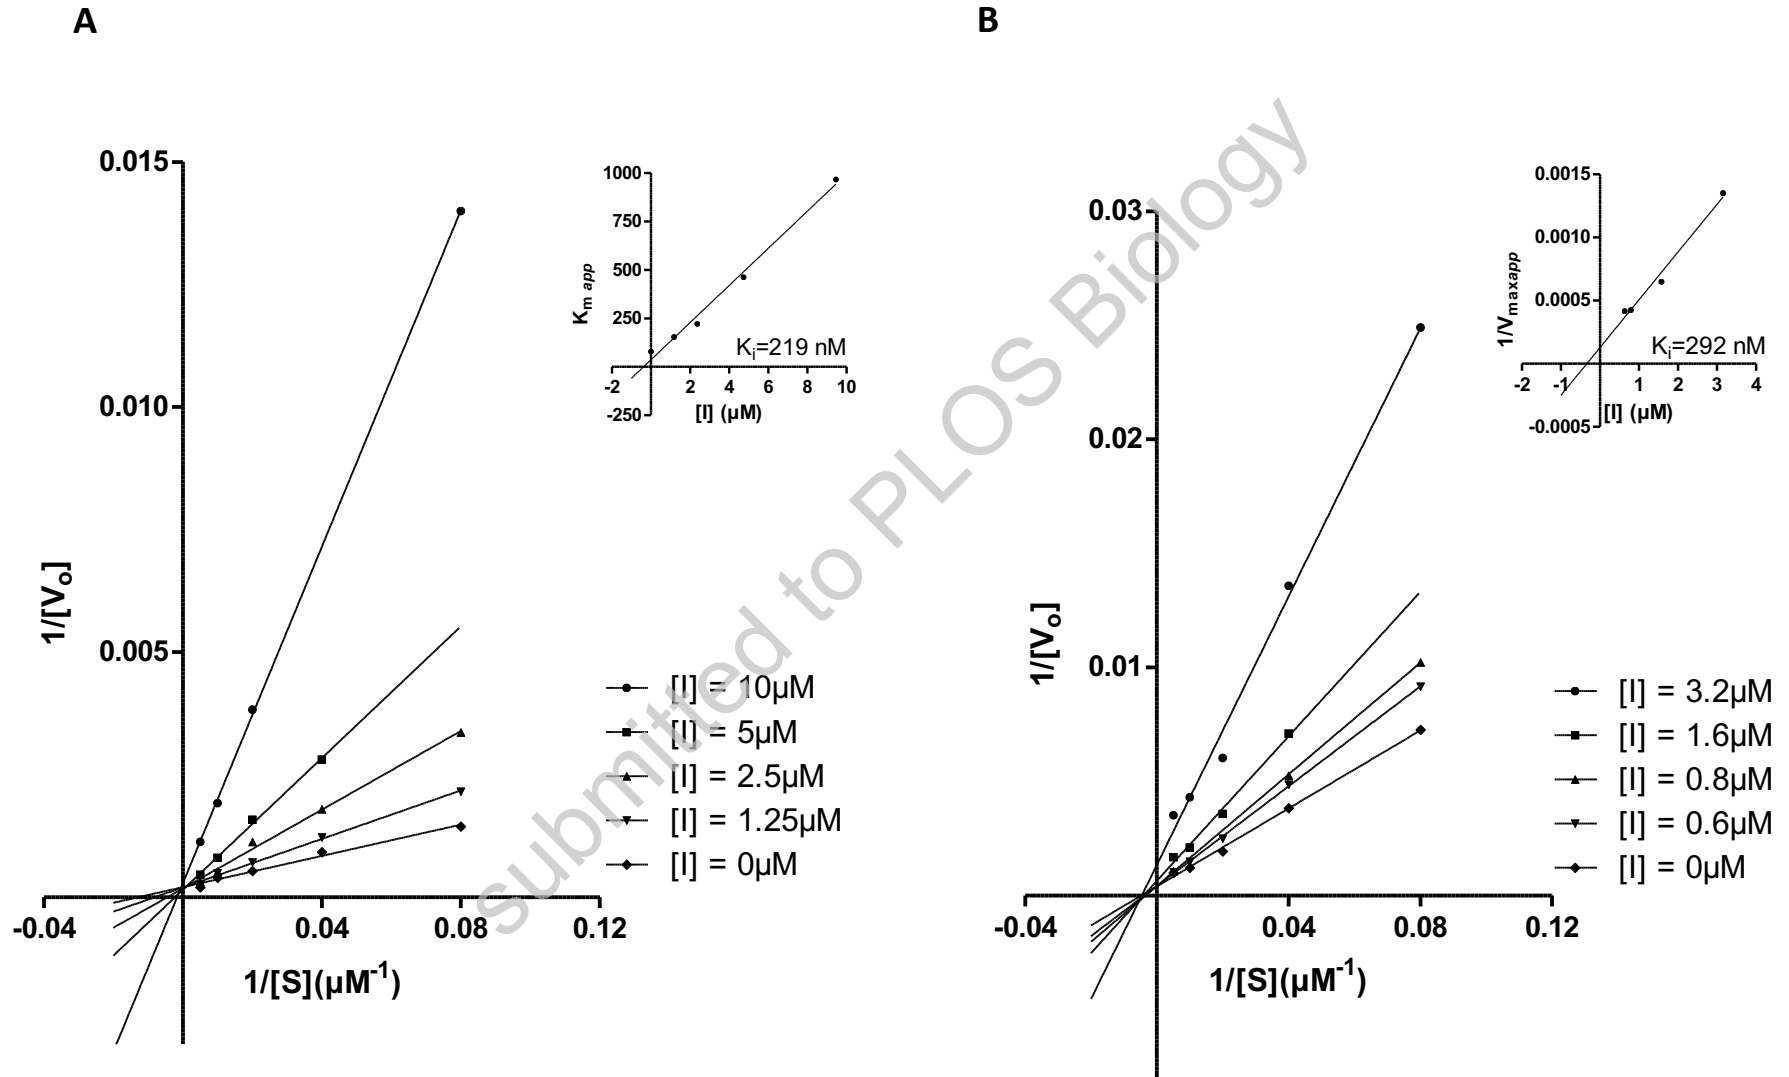 A
B
0.015
0.010
0.005
1/[Vo]
-0.04
0.04
0.08
0.12
1/[S](µM-1)
1000
750
500
250
-250
Km app
-2
2
4
6
8
10
[I] (µM)
Ki=219 nM
[I] = 10µM
[I] = 5µM
[I] = 2.5µM
[I] = 1.25µM
[I] = 0µM
submitted to PLOS Biology
0.03
0.02
0.01
1/[Vo]
-0.04
0.04
0.08
0.12
1/[S](µM-1)
0.0015
0.0010
0.0005
-0.0005
1/Vmaxapp
-2
-1
1
2
3
4
[I] (µM)
Ki=292 nM
[I] = 3.2µM
[I] = 1.6µM
[I] = 0.8µM
[I] = 0.6µM
[I] = 0µM